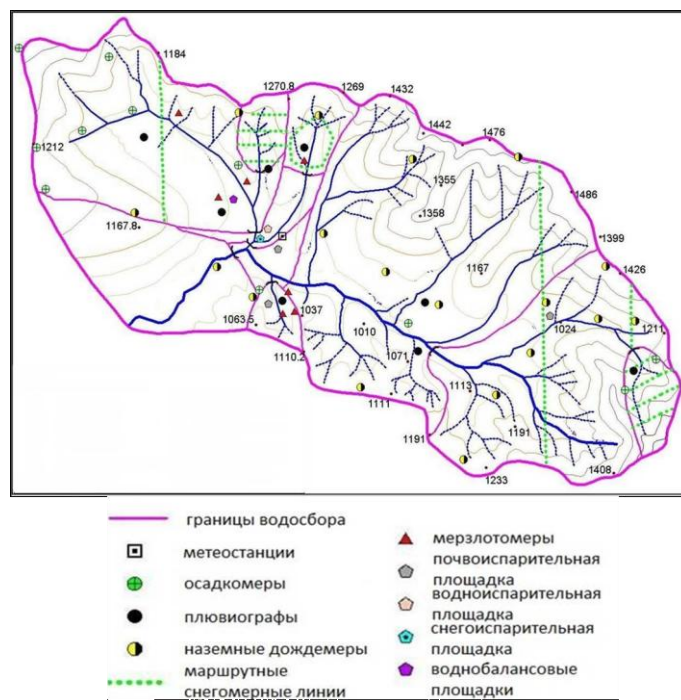 1184
1270.8
1269
1432
1442
1476
1212
1355
1486
1358
1399
1167.8
1167
1426
1037
1063.5
1010
1024
1211
1110.2
1071
1113
1111
1191
1191
1233
1408
границы водосбора
метеостанции
осадкомеры
плювиографы
наземные дождемеры
маршрутные
снегомерные линии
мерзлотомеры
почвоиспарительная
площадка
водноиспарительная
площадка
снегоиспарительная
площадка
воднобалансовые
площадки